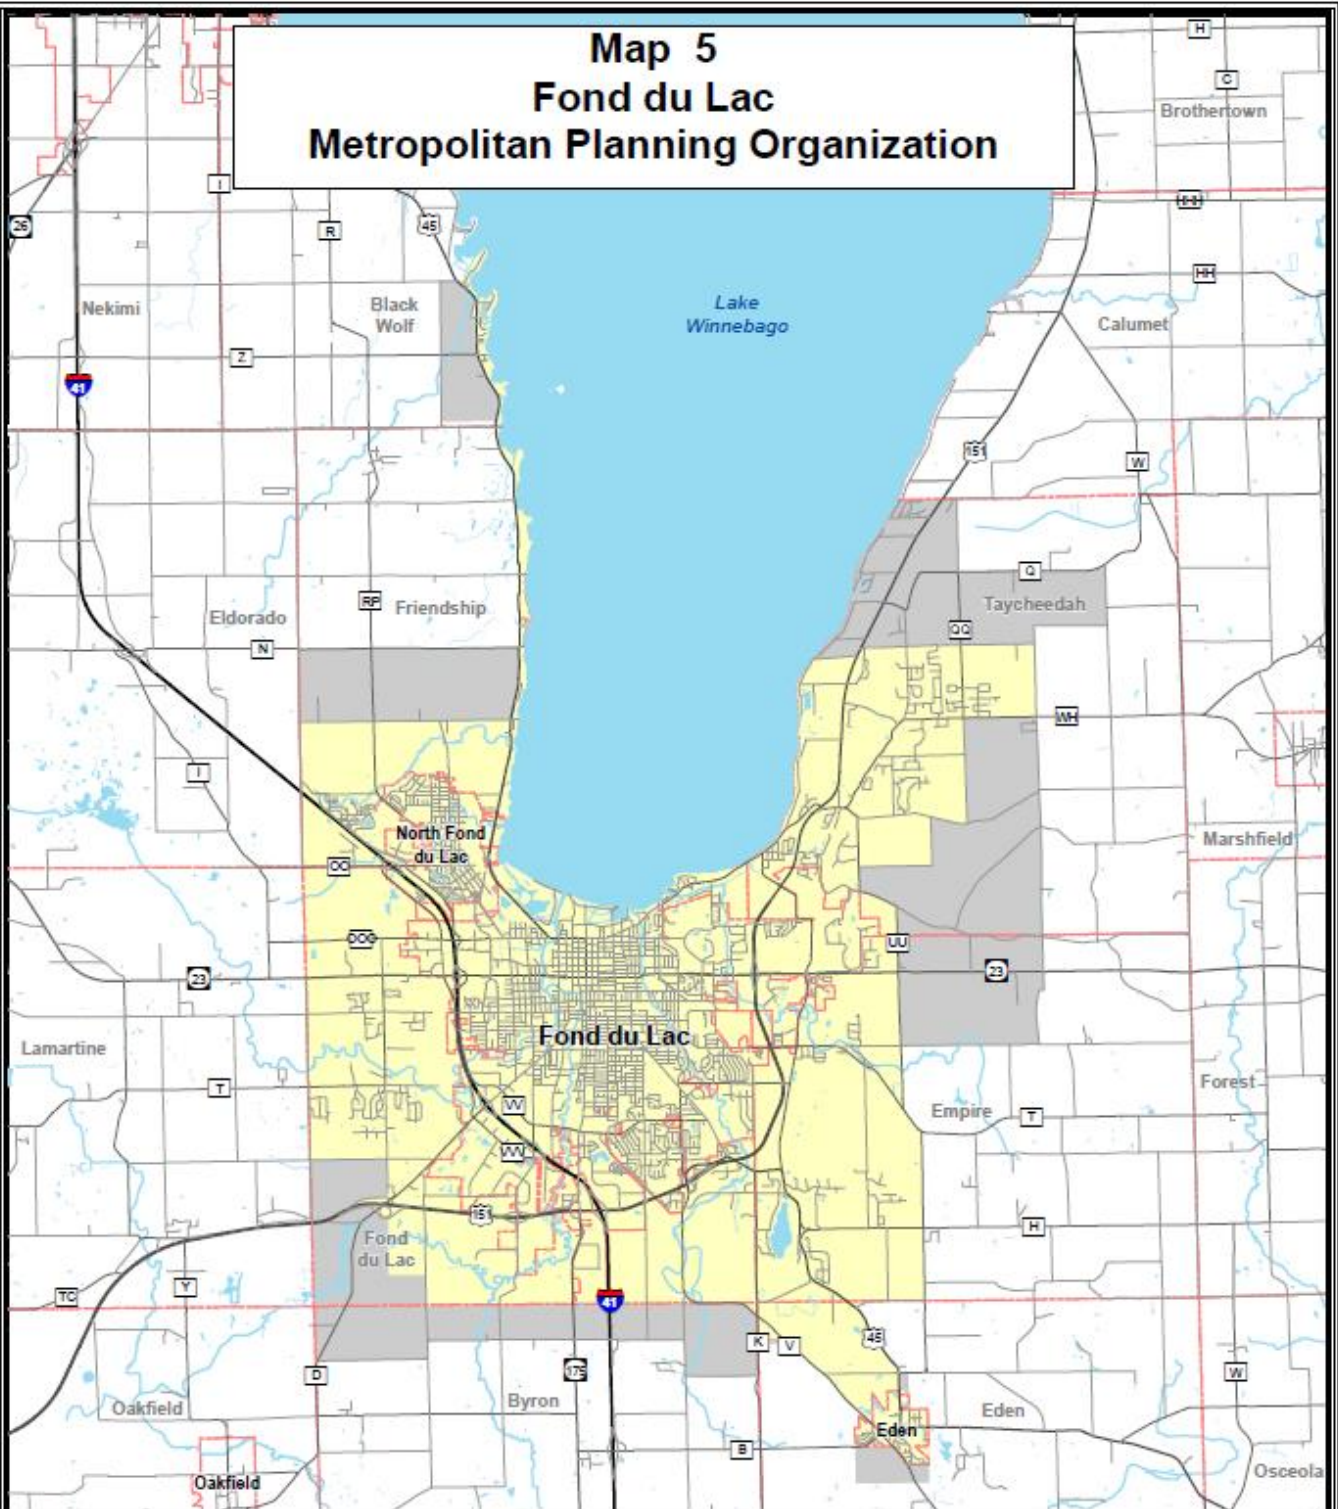 Map 5
Fond du Lac
Metropolitan Planning Organization
H
C
Brothertown
I
HH
26
R
45
HH
Nekimi
Black
Wolf
Lake
Winnebago
Calumet
Z
41
151
W
Q
RP
Friendship
Taycheedah
Eldorado
QQ
N
WH
I
North Fond
du Lac
Marshfield
OO
OOO
UU
23
23
Fond du Lac
Lamartine
T
Forest
VV
Empire
T
VVV
151
H
Fond
du Lac
Y
TC
41
45
K
V
D
175
W
Byron
Oakfield
Eden
Eden
B
Osceola
Oakfield